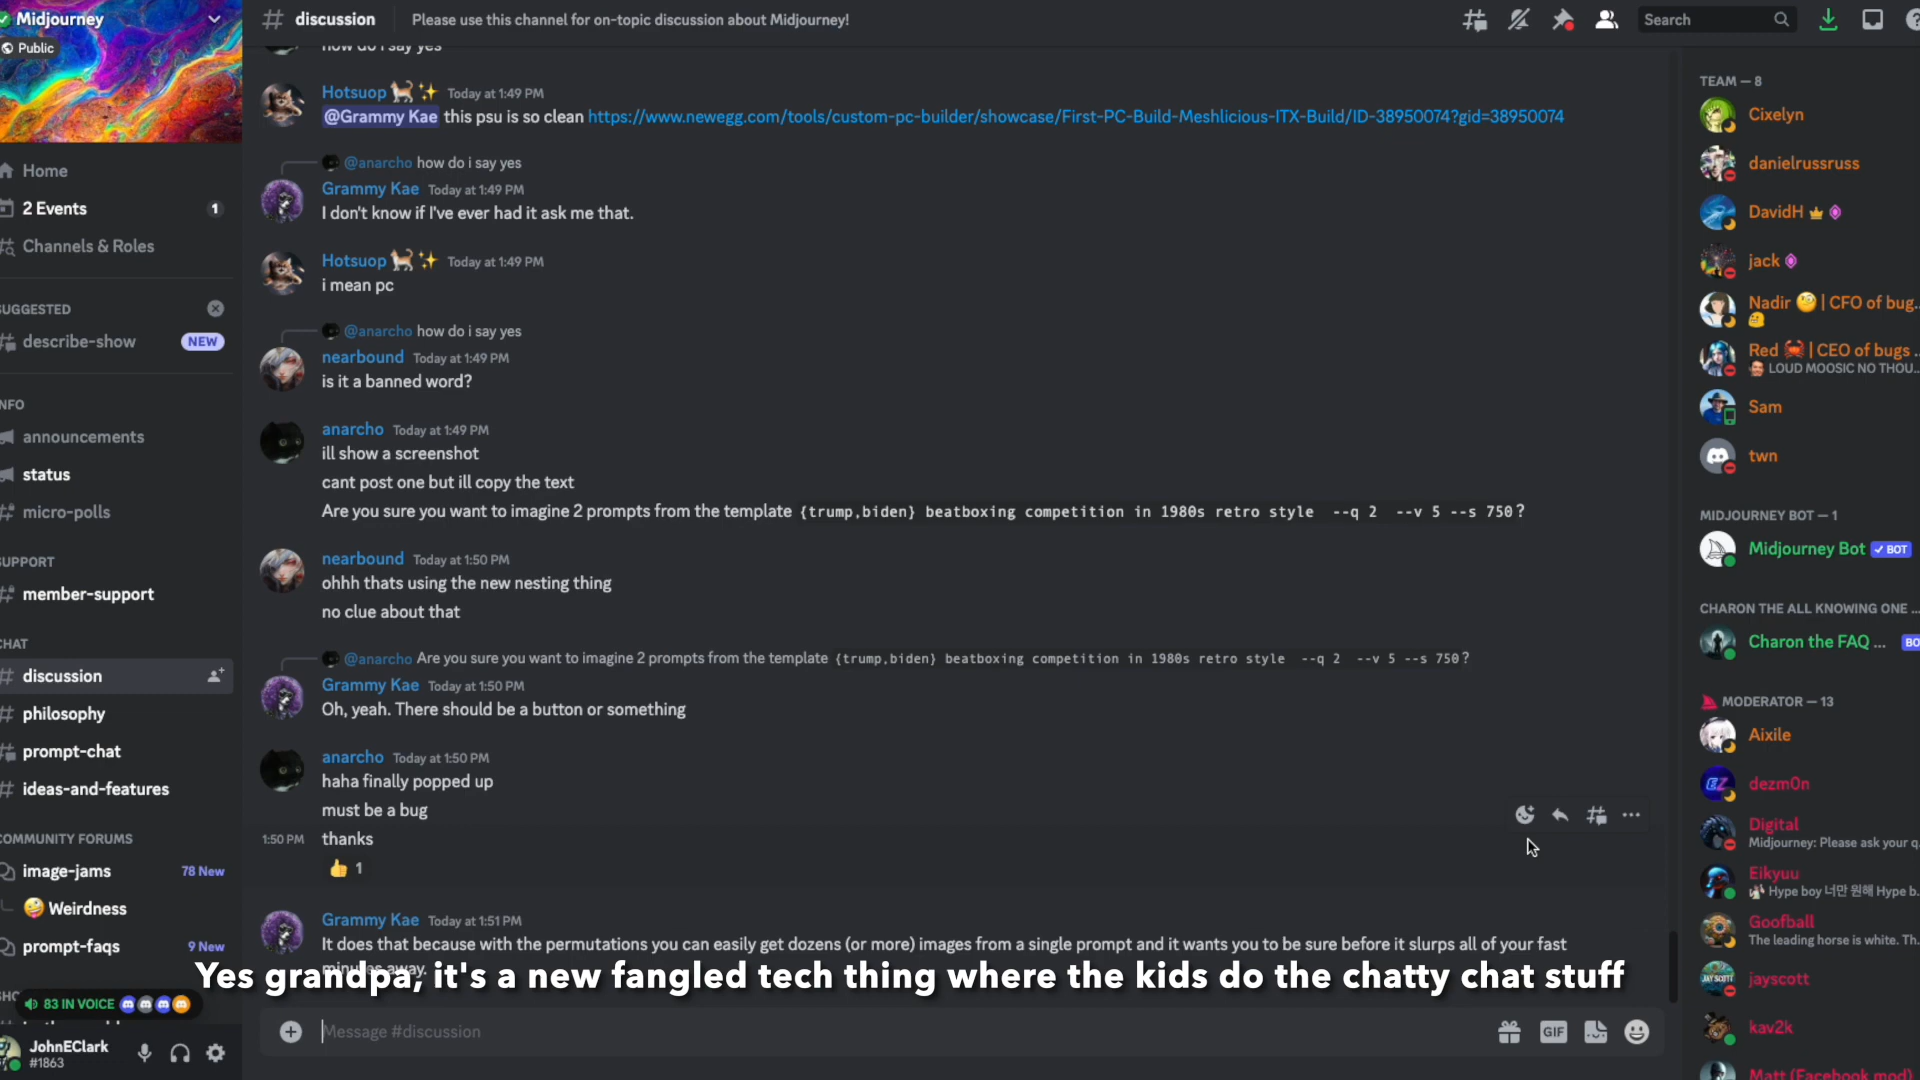 Midjourney
Public
Home
2 Events 1
Channels & Roles
SUGGESTED
describe-show NEW
INFO
announcements
status
micro-polls
SUPPORT
member-support
CHAT
discussion
philosophy
prompt-chat
ideas-and-features
COMMUNITY FORUMS
image-jams 78 New
Weirdness
prompt-faqs 9 New
83 IN VOICE
JohnEClark
#1863
discussion Please use this channel for on-topic discussion about Midjourney!
Search
how do i say yes
Hotsuop 🐈✨ Today at 1:49 PM
@Grammy Kae this psu is so clean https://www.newegg.com/tools/custom-pc-builder/showcase/First-PC-Build-Meshlicious-ITX-Build/ID-38950074?gid=38950074
@anarcho how do i say yes
Grammy Kae Today at 1:49 PM
I don't know if I've ever had it ask me that.
Hotsuop 🐈✨ Today at 1:49 PM
i mean pc
@anarcho how do i say yes
nearbound Today at 1:49 PM
is it a banned word?
anarcho Today at 1:49 PM
ill show a screenshot
cant post one but ill copy the text
Are you sure you want to imagine 2 prompts from the template {trump,biden} beatboxing competition in 1980s retro style --q 2 --v 5 --s 750?
nearbound Today at 1:50 PM
ohhh thats using the new nesting thing
no clue about that
@anarcho Are you sure you want to imagine 2 prompts from the template {trump,biden} beatboxing competition in 1980s retro style --q 2 --v 5 --s 750?
Grammy Kae Today at 1:50 PM
Oh, yeah. There should be a button or something
anarcho Today at 1:50 PM
haha finally popped up
must be a bug
1:50 PM thanks
👍 1
Grammy Kae Today at 1:51 PM
It does that because with the permutations you can easily get dozens (or more) images from a single prompt and it wants you to be sure before it slurps all of your fast
minutes away.
Yes grandpa, it's a new fangled tech thing where the kids do the chatty chat stuff
Message #discussion
GIF
TEAM — 8
Cixelyn
danielrussruss
DavidH
jack
Nadir 🧐 | CFO of bug...
Red 🦀 | CEO of bugs ...
LOUD MOOSIC NO THOU...
Sam
twn
MIDJOURNEY BOT — 1
Midjourney Bot ✓ BOT
CHARON THE ALL KNOWING ONE ...
Charon the FAQ ... BO
MODERATOR — 13
Aixile
dezm0n
Digital
Midjourney: Please ask your q
Eikyuu
Hype boy 너만 원해 Hype b
Goofball
The leading horse is white. Th
jayscott
kav2k
Matt (Facebook mod)